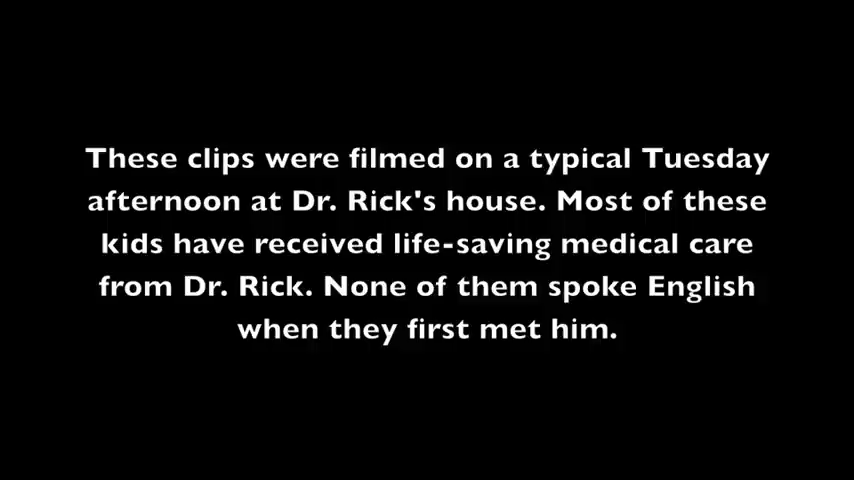 These clips were filmed on a typical Tuesday
afternoon at Dr. Rick's house. Most of these
kids have received life-saving medical care
from Dr. Rick. None of them spoke English
when they first met him.